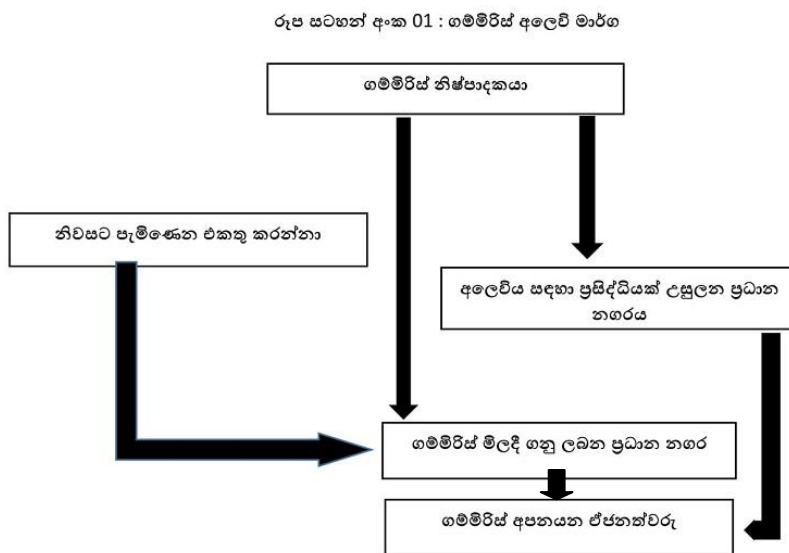 රූප සටහන් අංක 01 : ගම්මිරිස් අලෙවි මාර්ග
ගම්මිරිස් නිෂ්පාදකයා
නිවසට පැමිණෙන එකතු කරන්නා
අලෙවිය සඳහා ප්‍රසිද්ධියක් උසුලන ප්‍රධාන
නගරය
ගම්මිරිස් මිලදී ගනු ලබන ප්‍රධාන නගර
ගම්මිරිස් අපනයන ඒජනත්වරු